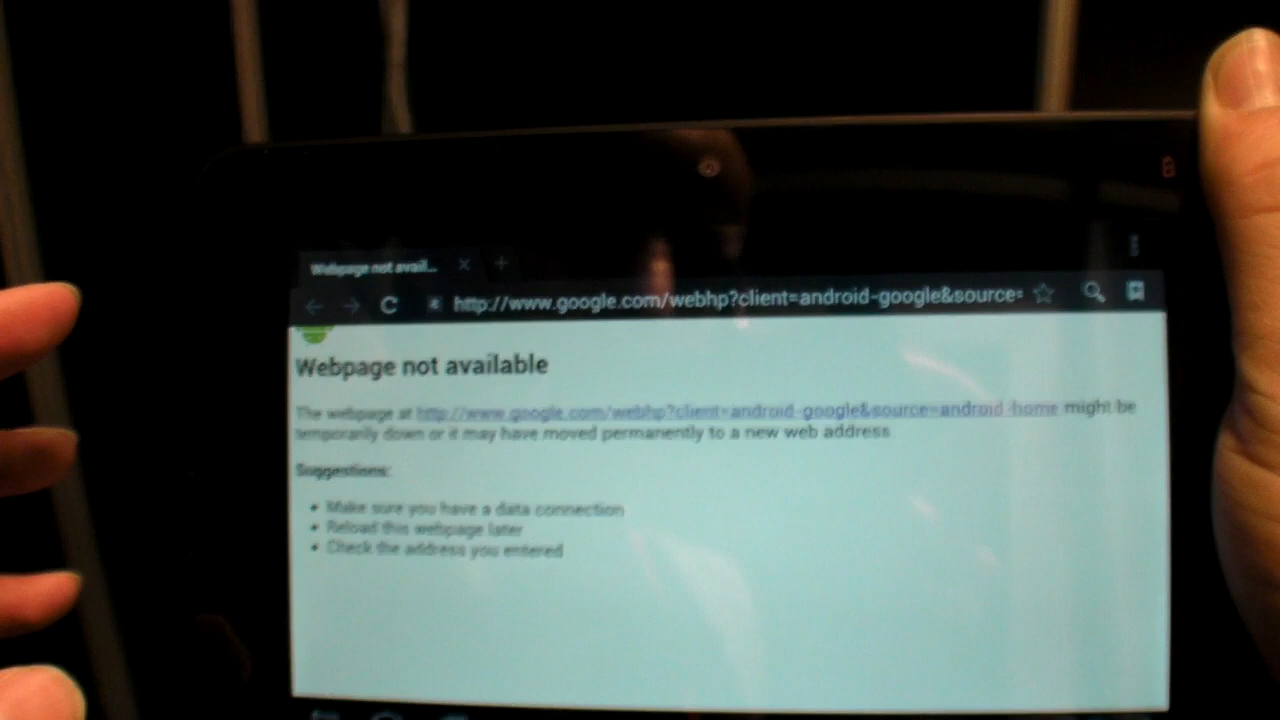 Webpage not avail...
http://www.google.com/webhp?client=android-google&source=
Webpage not available
The webpage at http://www.google.com/webhp?client=android-google&source=android-home might be
temporarily down or it may have moved permanently to a new web address.
Suggestions:
• Make sure you have a data connection
• Reload this webpage later
• Check the address you entered